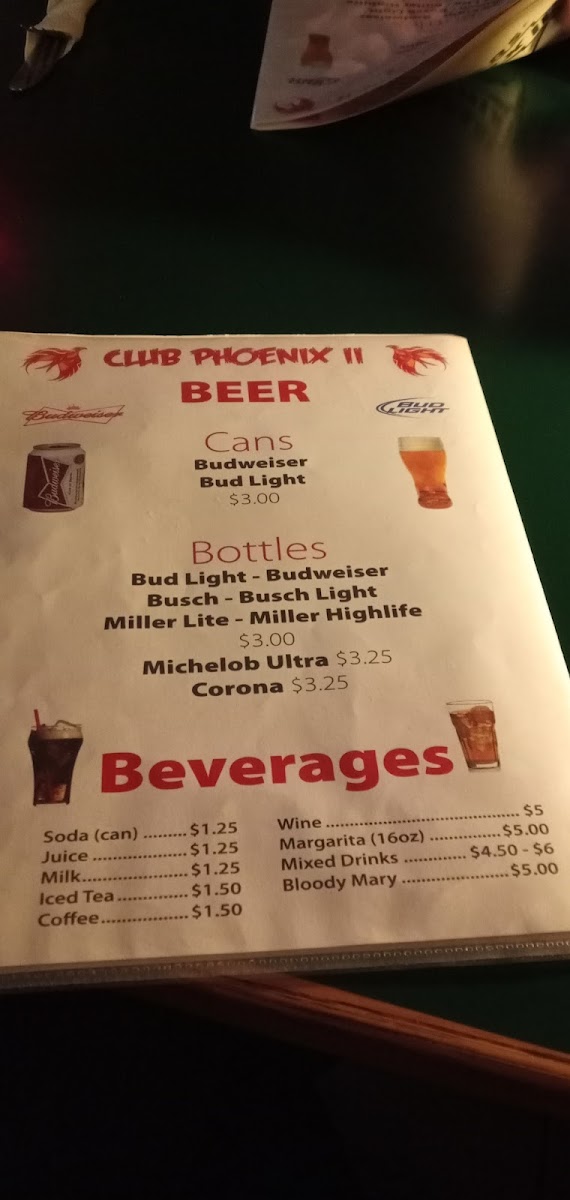 CLUB PHOENIX II
BEER
Budweiser
BUD LIGHT
Cans
Budweiser
Budweiser
Bud Light
$3.00
Bottles
Bud Light - Budweiser
Busch - Busch Light
Miller Lite - Miller Highlife
$3.00
Michelob Ultra $3.25
Corona $3.25
Beverages
Soda (can) ......... $1.25
Juice .................... $1.25
Milk....................... $1.25
Iced Tea ............... $1.50
Coffee.................. $1.50
Wine ........................................ $5
Margarita (16oz) ............... $5.00
Mixed Drinks ............. $4.50 - $6
Bloody Mary ...................... $5.00